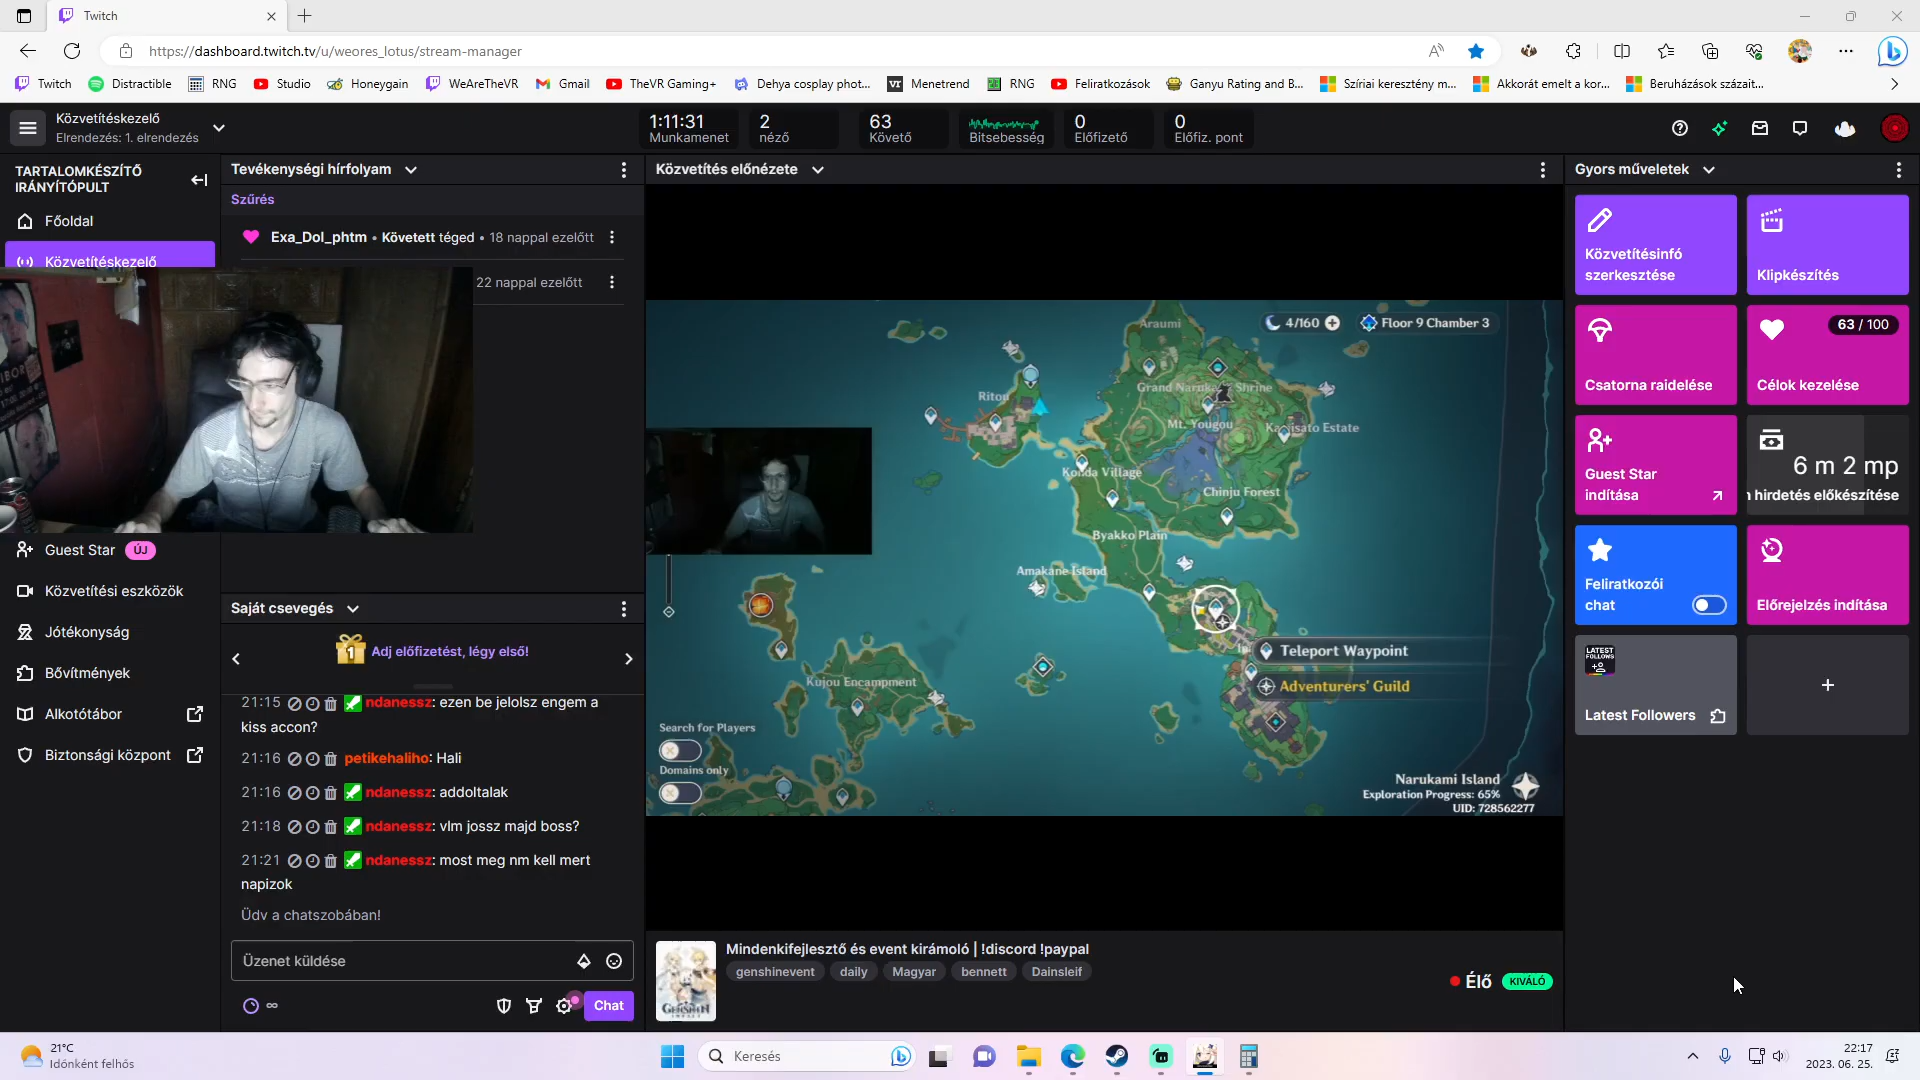 Twitch
https://dashboard.twitch.tv/u/weores_lotus/stream-manager
Twitch
Distractible
RNG
Studio
Honeygain
WeAreTheVR
Gmail
TheVR Gaming+
Dehya cosplay phot...
Menetrend
RNG
Feliratkozások
Ganyu Rating and B...
Szíriai keresztény m...
Akkorát emelt a kor...
Beruházások százait...
Közvetítéskezelő
Elrendezés: 1. elrendezés
1:11:31
Munkamenet
2
néző
63
Követő
Bitsebesség
0
Előfizető
0
Előfiz. pont
TARTALOMKÉSZÍTŐ
IRÁNYÍTÓPULT
Főoldal
Közvetítéskezelő
Guest Star ÚJ
Közvetítési eszközök
Jótékonyság
Bővítmények
Alkotótábor
Biztonsági központ
Tevékenységi hírfolyam
Szűrés
Exa_Dol_phtm • Követett téged • 18 nappal ezelőtt
22 nappal ezelőtt
Saját csevegés
1
Adj előfizetést, légy első!
21:15 ndanessz: ezen be jelolsz engem a
kiss accon?
21:16 petikehaliho: Hali
21:16 ndanessz: addoltalak
21:18 ndanessz: vlm jossz majd boss?
21:21 ndanessz: most meg nm kell mert
napizok
Üdv a chatszobában!
Üzenet küldése
∞
Chat
Közvetítés előnézete
4/160
Floor 9 Chamber 3
Araumi
Ritou
Grand Narukami Shrine
Mt. Yougou
Kamisato Estate
Konda Village
Chinju Forest
Byakko Plain
Amakane Island
Kujou Encampment
Teleport Waypoint
Adventurers' Guild
Search for Players
Domains only
Narukami Island
Exploration Progress: 65%
UID: 728562277
GENSHIN
IMPACT
Mindenkifejlesztő és event kirámoló | !discord !paypal
genshinevent
daily
Magyar
bennett
Dainsleif
Élő
KIVÁLÓ
Gyors műveletek
Közvetítésinfó
szerkesztése
Klipkészítés
Csatorna raidelése
63 / 100
Célok kezelése
Guest Star
indítása
6 m 2 mp
hirdetés előkészítése
Feliratkozói
chat
Előrejelzés indítása
LATEST
FOLLOWS
Latest Followers
21°C
Időnként felhős
Keresés
22:17
2023. 06. 25.